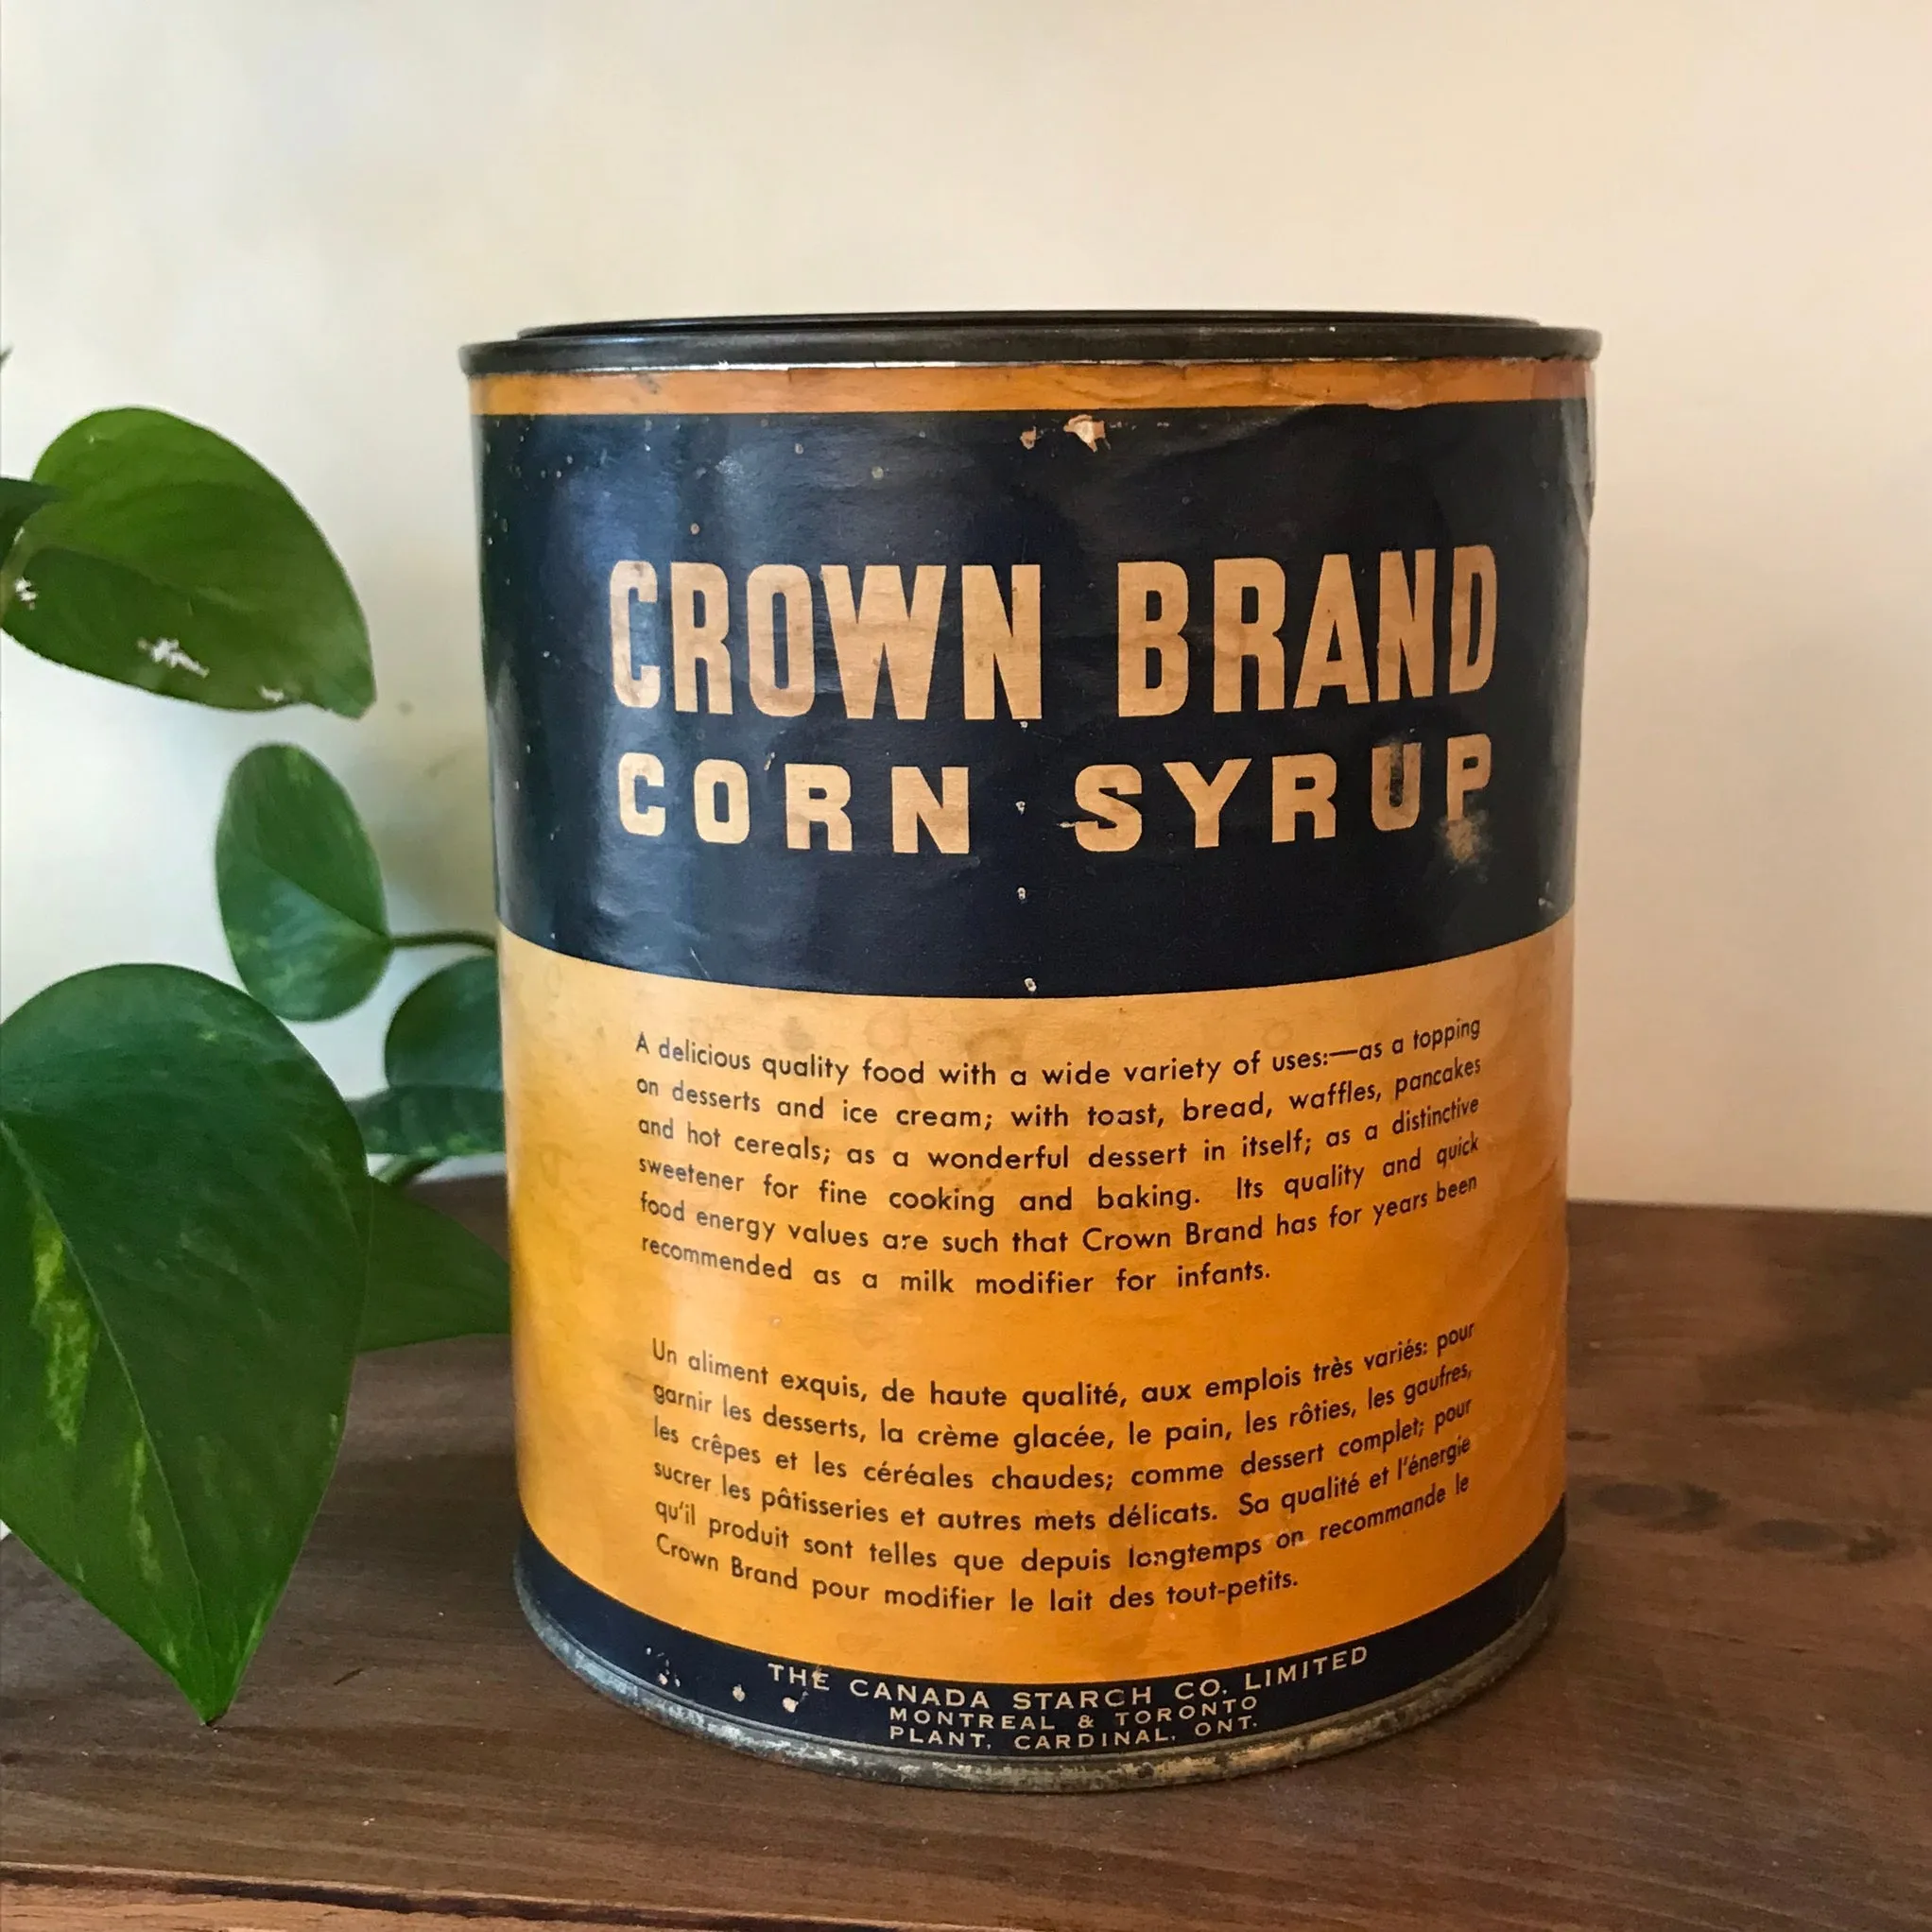 CROWN BRAND
CORN SYRUP
A delicious quality food with a wide variety of uses:—as a topping
on desserts and ice cream; with toast, bread, waffles, pancakes
and hot cereals; as a wonderful dessert in itself; as a distinctive
sweetener for fine cooking and baking. Its quality and quick
food energy values are such that Crown Brand has for years been
recommended as a milk modifier for infants.
Un aliment exquis, de haute qualité, aux emplois très variés: pour
garnir les desserts, la crème glacée, le pain, les rôties, les gaufres,
les crêpes et les céréales chaudes; comme dessert complet; pour
sucrer les pâtisseries et autres mets délicats. Sa qualité et l'énergie
qu'il produit sont telles que depuis longtemps on recommande le
Crown Brand pour modifier le lait des tout-petits.
THE CANADA STARCH CO. LIMITED
MONTREAL & TORONTO
PLANT, CARDINAL, ONT.